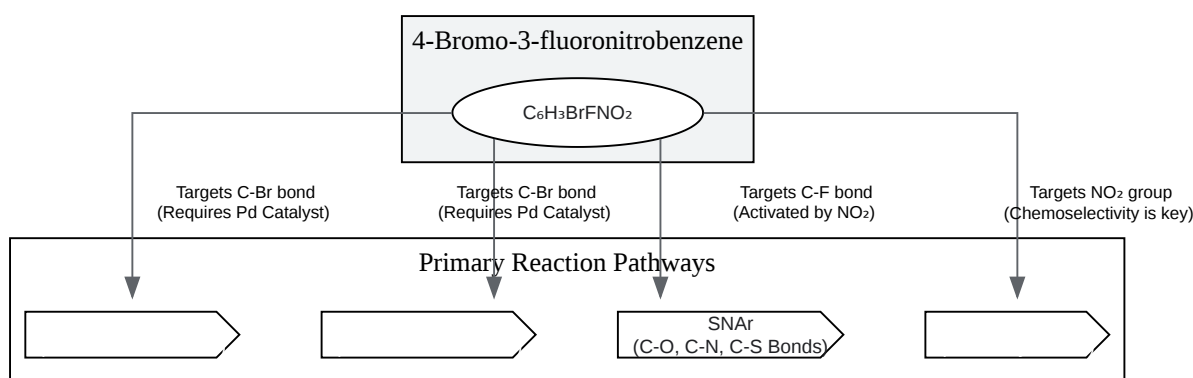 4-Bromo-3-fluoronitrobenzene
C₆H₃BrFNO₂
Targets C-Br bond
(Requires Pd Catalyst)
Targets C-Br bond
(Requires Pd Catalyst)
Targets C-F bond
(Activated by NO₂)
Targets NO₂ group
(Chemoselectivity is key)
Primary Reaction Pathways
SNAr
(C-O, C-N, C-S Bonds)